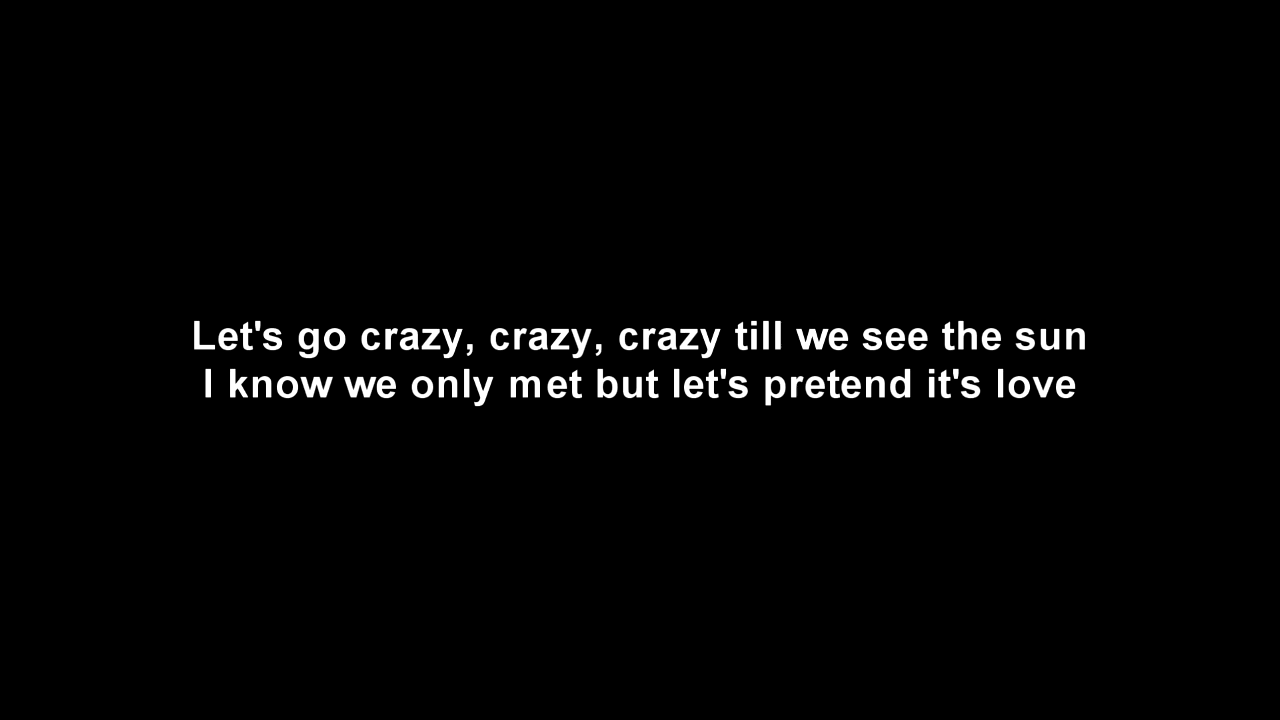 Let's go crazy, crazy, crazy till we see the sun
I know we only met but let's pretend it's love